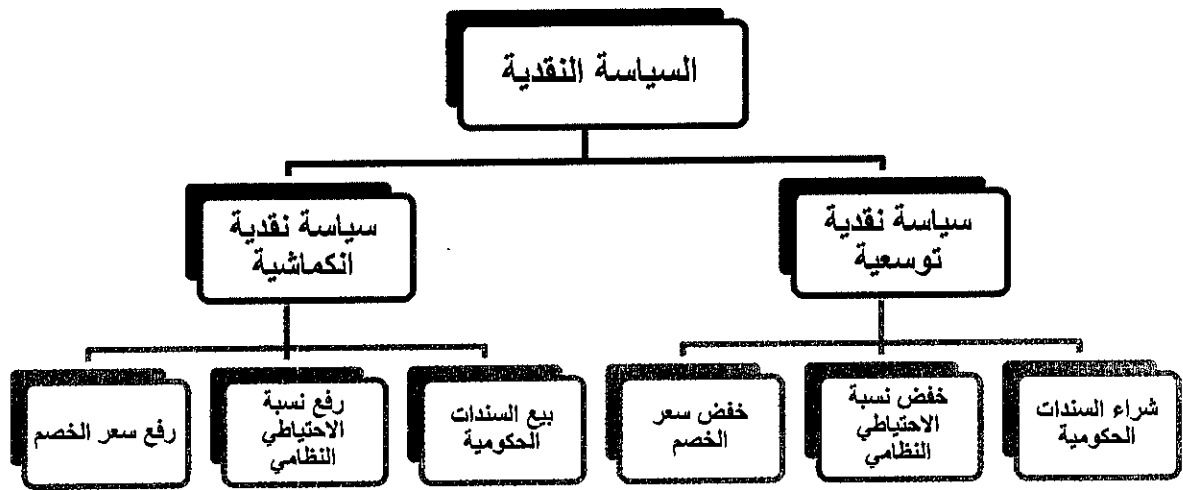 السياسة النقدية
سياسة نقدية
توسعية
سياسة نقدية
انكماشية
شراء السندات
الحكومية
خفض نسبة
الاحتياطي
النظامي
خفض سعر
الخصم
بيع السندات
الحكومية
رفع نسبة
الاحتياطي
النظامي
رفع سعر الخصم